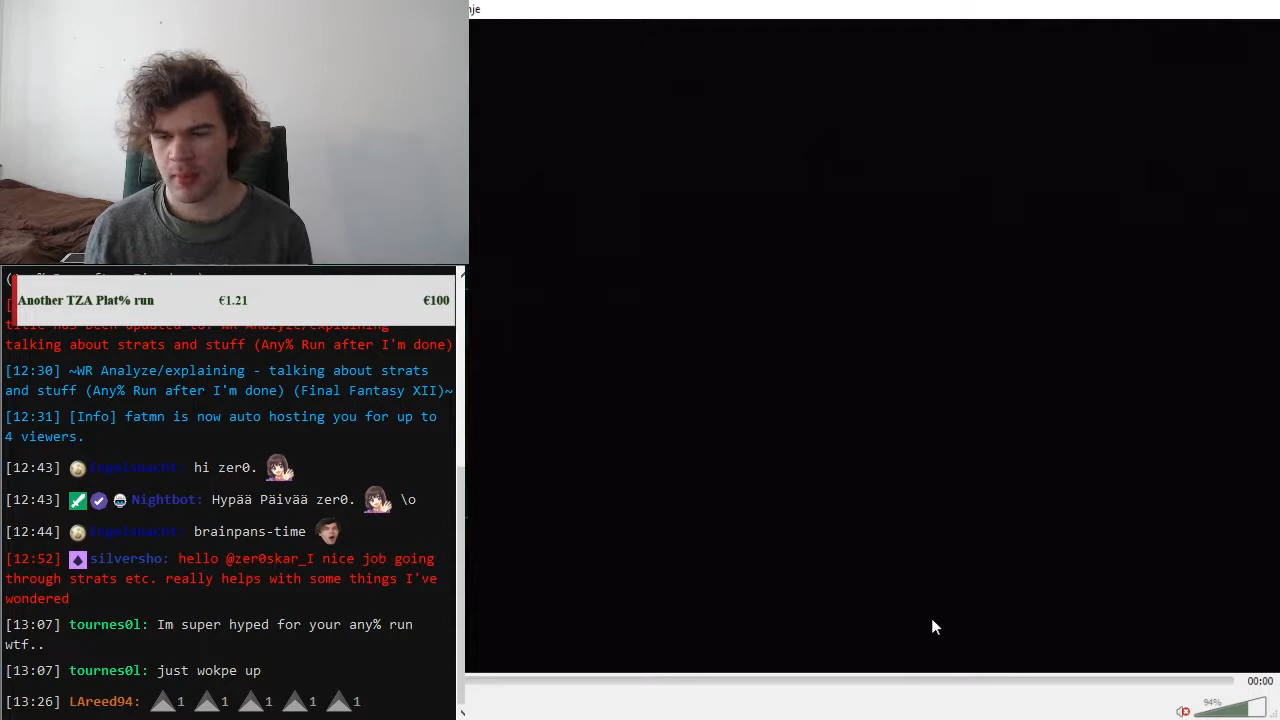 nje
Another TZA Plat% run €1.21 €100
talking about strats and stuff (Any% Run after I'm done)
[12:30] ~WR Analyze/explaining - talking about strats
and stuff (Any% Run after I'm done) (Final Fantasy XII)~
[12:31] [Info] fatmn is now auto hosting you for up to
4 viewers.
[12:43] Engelsnacht: hi zer0.
[12:43] Nightbot: Hypää Päivää zer0. \o
[12:44] Engelsnacht: brainpans-time
[12:52] silversho: hello @zer0skar_I nice job going
through strats etc. really helps with some things I've
wondered
[13:07] tournes0l: Im super hyped for your any% run
wtf..
[13:07] tournes0l: just wokpe up
[13:26] LAreed94: 1 1 1 1 1
00:00
94%